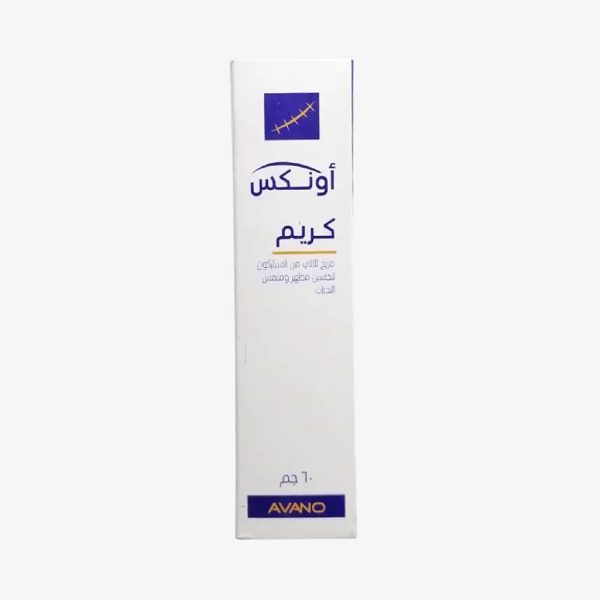 أونكس
كريم
مزيج ثلاثي من السيليكون
لتحسين مظهر وملمس
الندبات
٦٠ جم
AVANO